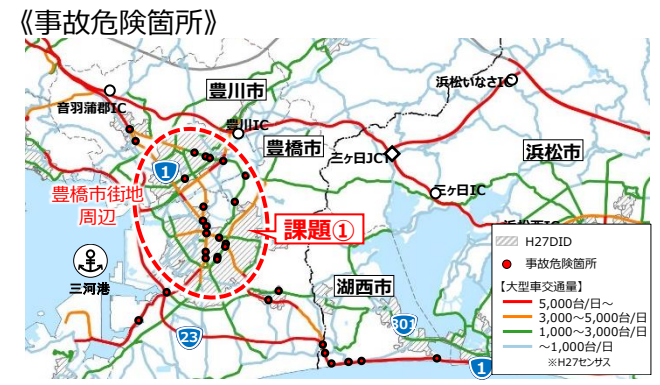 《事故危険箇所》
浜松いなさIC
音羽蒲郡IC
豊川市
豊川IC
豊橋市
三ヶ日JC
浜松市
1
三ヶ日IC
豊橋市街地
周辺
課題①
H27DID
事故危険箇所
三河港
湖西市
【大型車交通量】
5,000台/日~
3,000~5,000台/日
1,000~3,000台/日
~1,000台/日
※H27センサス
23
301
1